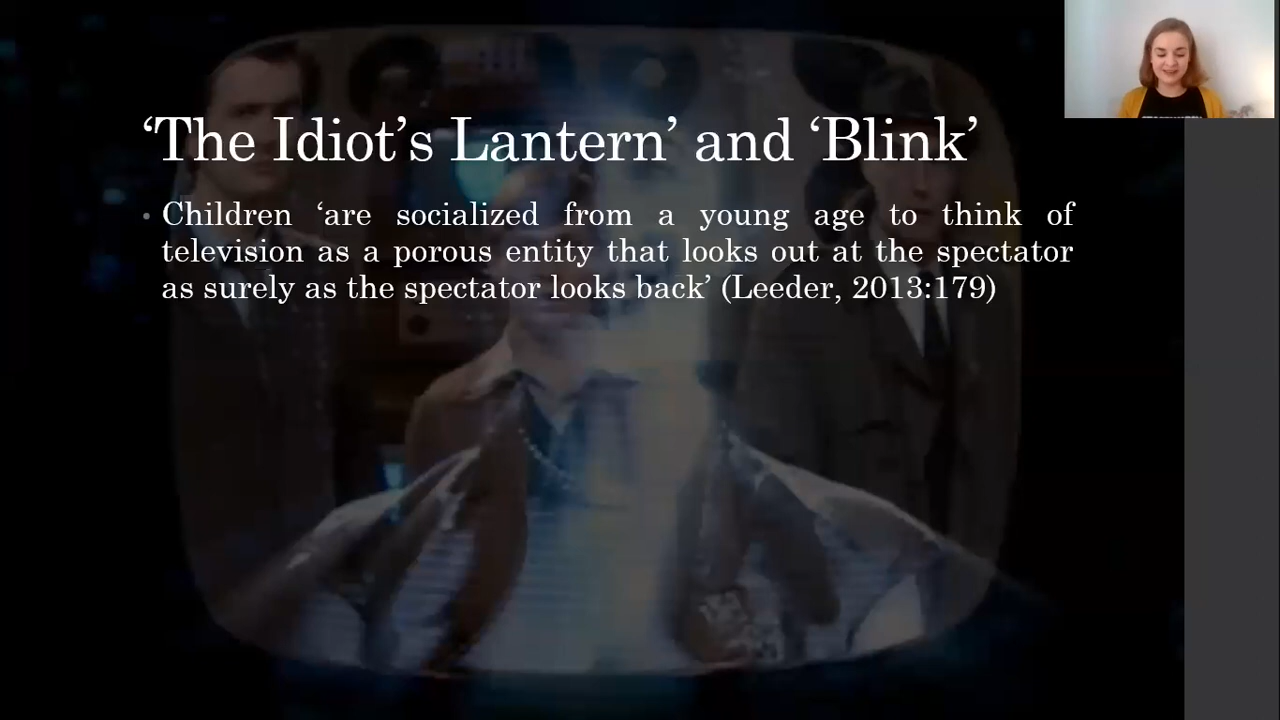 ‘The Idiot’s Lantern’ and ‘Blink’
• Children ‘are socialized from a young age to think of
television as a porous entity that looks out at the spectator
as surely as the spectator looks back’ (Leeder, 2013:179)